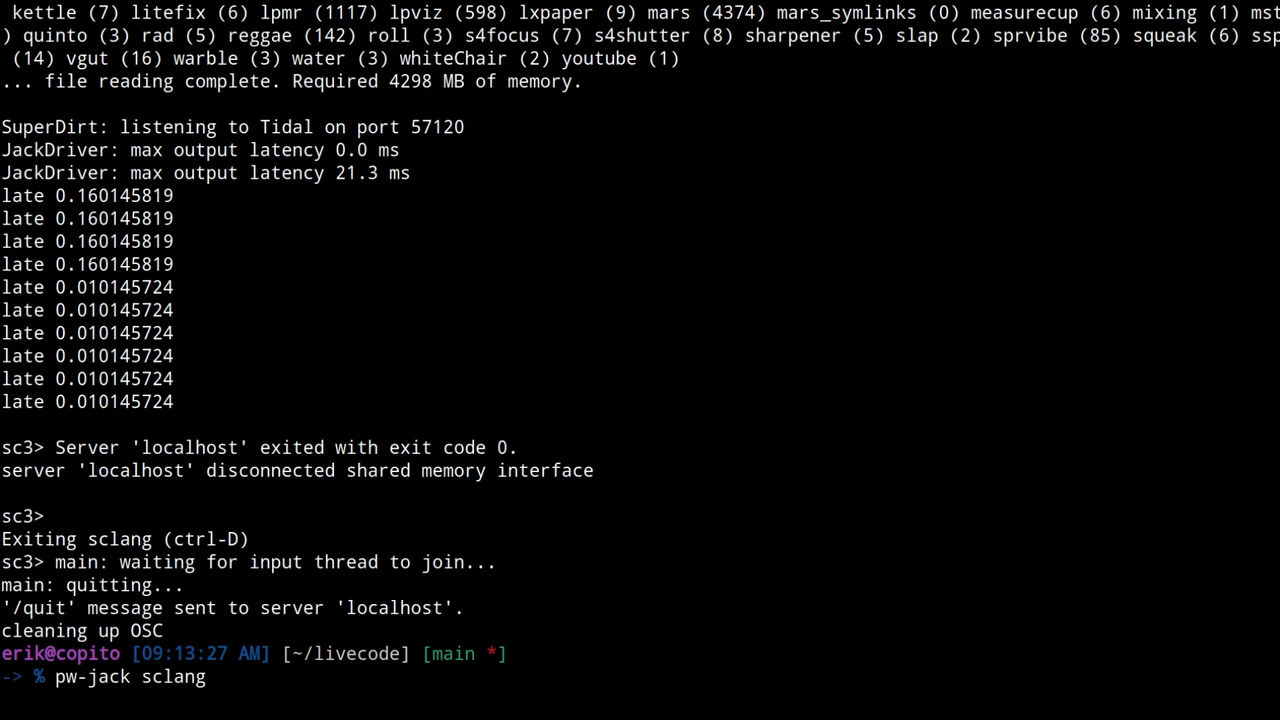 kettle (7) litefix (6) lpmr (1117) lpviz (598) lxpaper (9) mars (4374) mars_symlinks (0) measurecup (6) mixing (1) mst
) quinto (3) rad (5) reggae (142) roll (3) s4focus (7) s4shutter (8) sharpener (5) slap (2) sprvibe (85) squeak (6) ssp
(14) vgut (16) warble (3) water (3) whiteChair (2) youtube (1)
... file reading complete. Required 4298 MB of memory.
SuperDirt: listening to Tidal on port 57120
JackDriver: max output latency 0.0 ms
JackDriver: max output latency 21.3 ms
late 0.160145819
late 0.160145819
late 0.160145819
late 0.160145819
late 0.010145724
late 0.010145724
late 0.010145724
late 0.010145724
late 0.010145724
late 0.010145724
sc3> Server 'localhost' exited with exit code 0.
server 'localhost' disconnected shared memory interface
sc3>
Exiting sclang (ctrl-D)
sc3> main: waiting for input thread to join...
main: quitting...
'/quit' message sent to server 'localhost'.
cleaning up OSC
erik@copito [09:13:27 AM] [~/livecode] [main *]
-> % pw-jack sclang